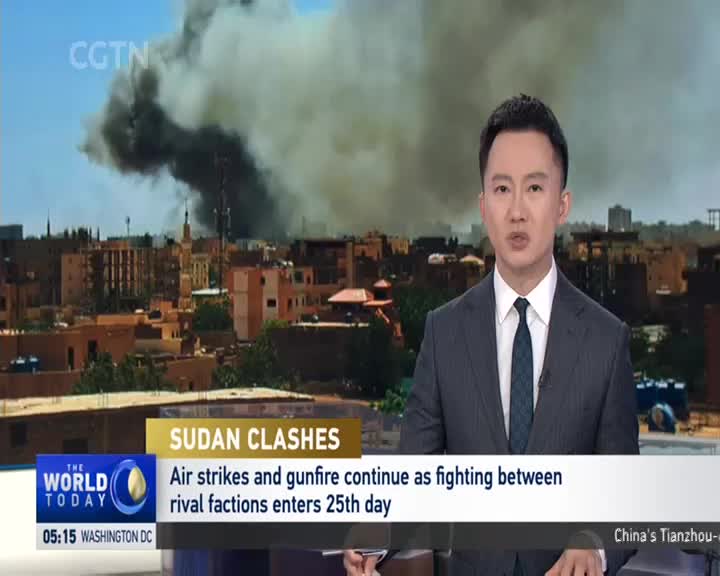 CGTN
SUDAN CLASHES
Air strikes and gunfire continue as fighting between
rival factions enters 25th day
THE
WORLD
TODAY
05:15 WASHINGTON DC
China's Tianzhou-